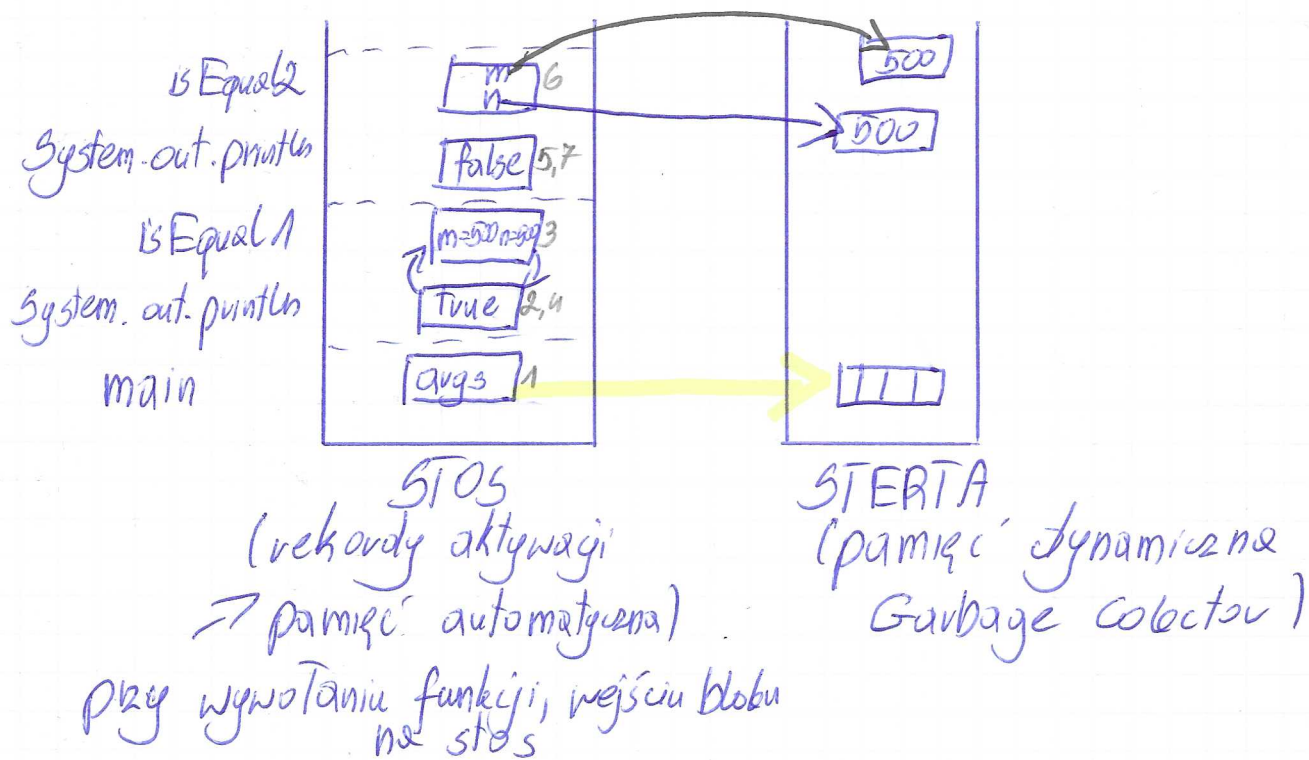 isEqual2
m
n
6
500
500
System.out.println
false
5,7
isEqual1
m=500 n=500
3
System.out.println
true
2,4
main
args
1
STOS
(rekordy aktywacji
=> pamięć automatyczna)
przy wywołaniu funkcji, wejściu bloku
na stos
STERTA
(pamięć dynamiczna
Garbage colector)